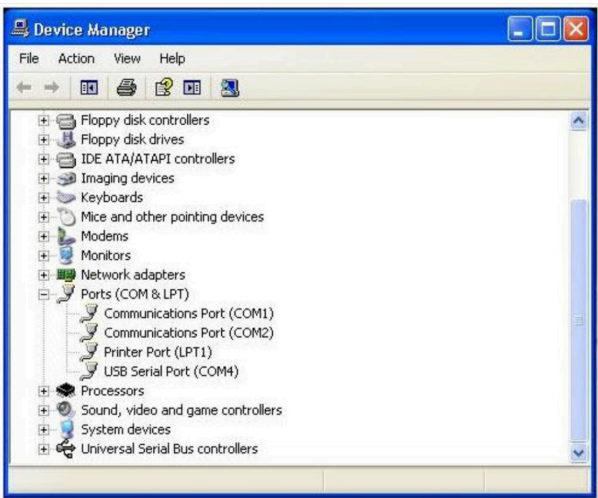 Device Manager
File Action View Help
Floppy disk controllers
Floppy disk drives
IDE ATA/ATAPI controllers
Imaging devices
Keyboards
Mice and other pointing devices
Modems
Monitors
Network adapters
Ports (COM & LPT)
Communications Port (COM1)
Communications Port (COM2)
Printer Port (LPT1)
USB Serial Port (COM4)
Processors
Sound, video and game controllers
System devices
Universal Serial Bus controllers